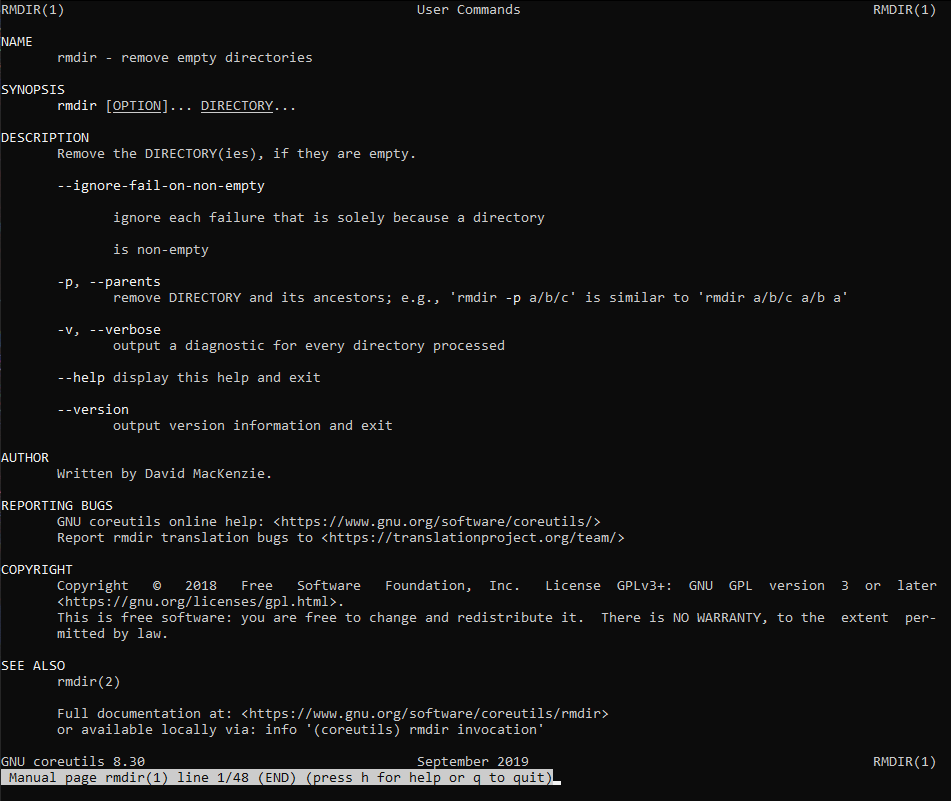 RMDIR(1) User Commands RMDIR(1)
NAME
rmdir - remove empty directories
SYNOPSIS
rmdir [OPTION]... DIRECTORY...
DESCRIPTION
Remove the DIRECTORY(ies), if they are empty.
--ignore-fail-on-non-empty
ignore each failure that is solely because a directory
is non-empty
-p, --parents
remove DIRECTORY and its ancestors; e.g., 'rmdir -p a/b/c' is similar to 'rmdir a/b/c a/b a'
-v, --verbose
output a diagnostic for every directory processed
--help display this help and exit
--version
output version information and exit
AUTHOR
Written by David MacKenzie.
REPORTING BUGS
GNU coreutils online help: <https://www.gnu.org/software/coreutils/>
Report rmdir translation bugs to <https://translationproject.org/team/>
COPYRIGHT
Copyright © 2018 Free Software Foundation, Inc. License GPLv3+: GNU GPL version 3 or later
<https://gnu.org/licenses/gpl.html>.
This is free software: you are free to change and redistribute it. There is NO WARRANTY, to the extent per-
mitted by law.
SEE ALSO
rmdir(2)
Full documentation at: <https://www.gnu.org/software/coreutils/rmdir>
or available locally via: info '(coreutils) rmdir invocation'
GNU coreutils 8.30 September 2019 RMDIR(1)
Manual page rmdir(1) line 1/48 (END) (press h for help or q to quit)